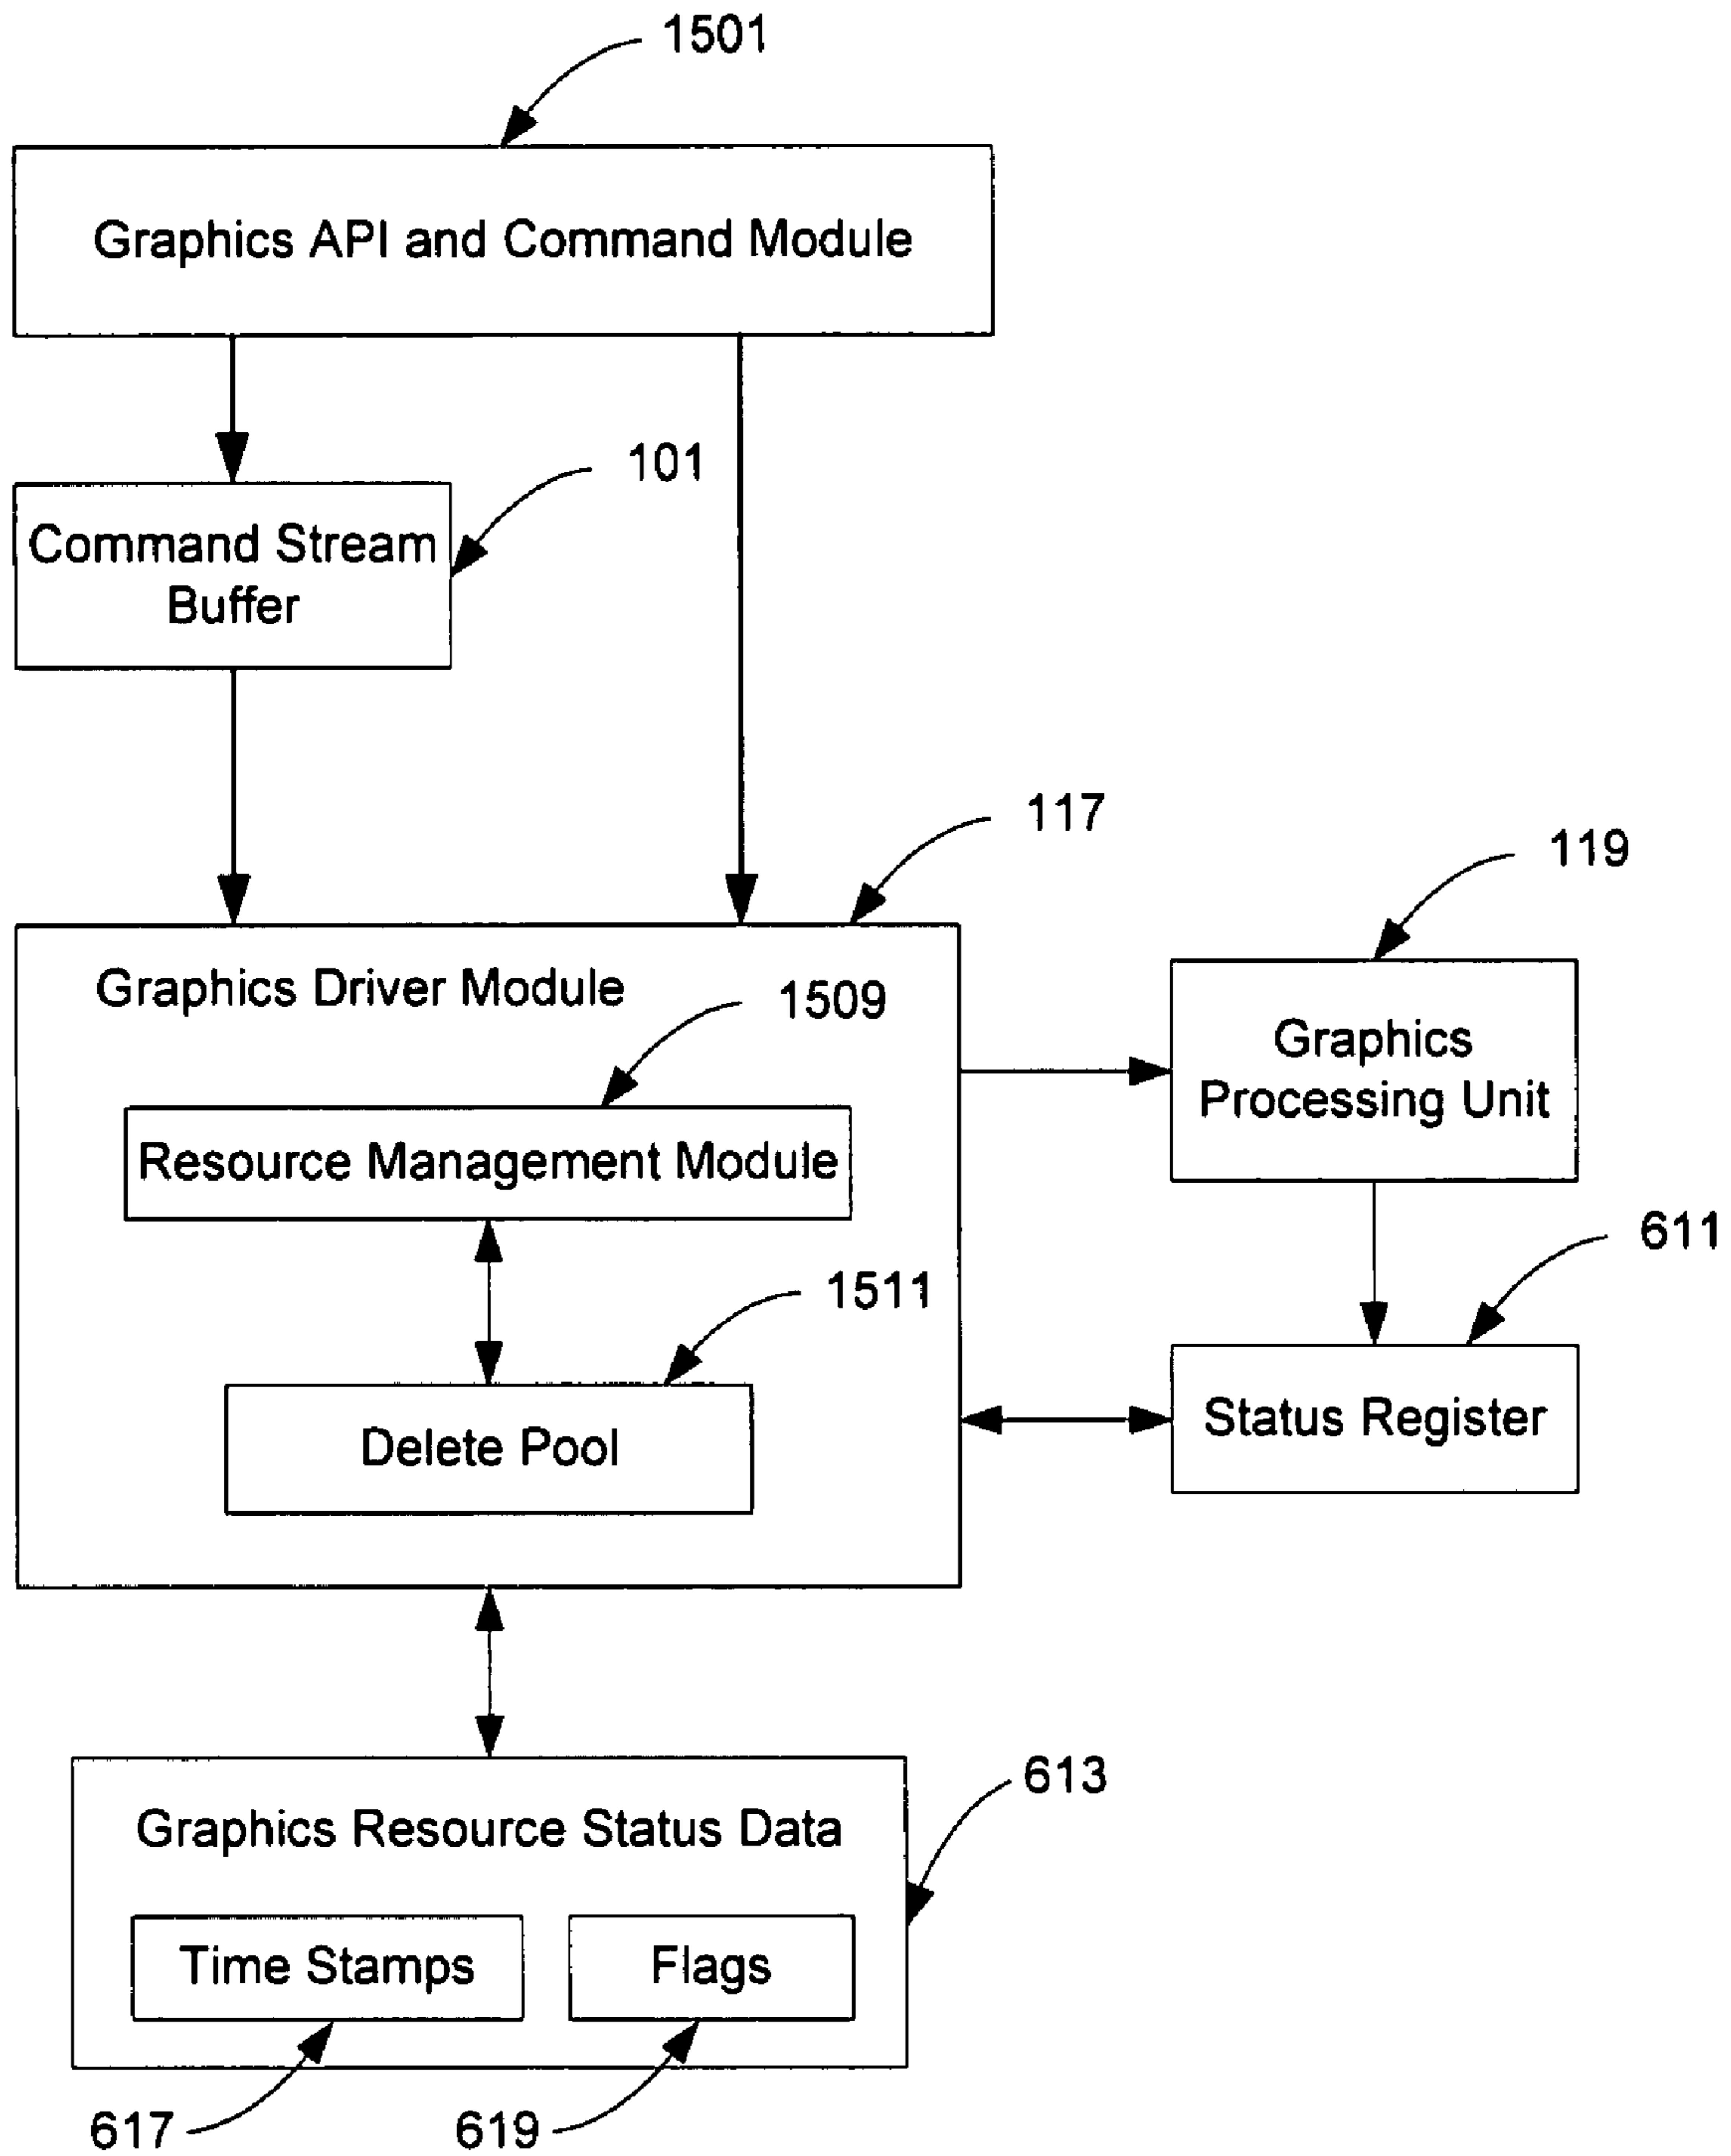 1501
Graphics API and Command Module
101
Command Stream
Buffer
117
119
Graphics Driver Module
1509
Graphics
Processing Unit
Resource Management Module
611
1511
Status Register
Delete Pool
613
Graphics Resource Status Data
Time Stamps
Flags
617
619